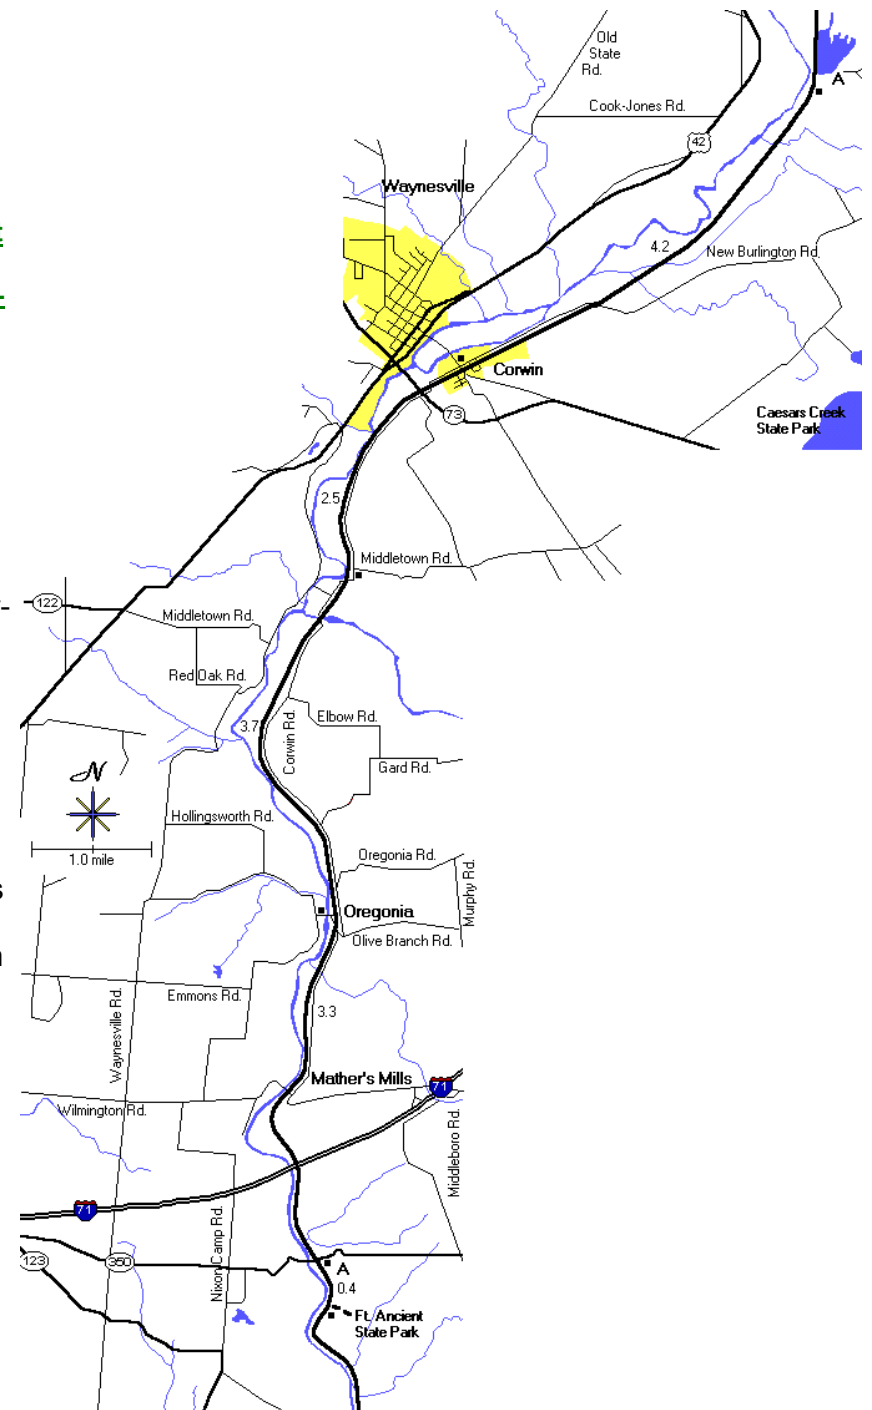 Old
State
Rd.
A
Cook-Jones Rd.
42
Waynesville
4.2
New Burlington Rd.
Corwin
73
Caesars Creek
State Park
2.5
Middletown Rd.
122
Middletown Rd.
Red Oak Rd.
3.7
Corwin Rd.
Elbow Rd.
Gard Rd.
N
Hollingsworth Rd.
1.0 mile
Oregonia Rd.
Murphy Rd.
s
Oregonia
Olive Branch Rd.
Emmons Rd.
Waynesville Rd.
3.3
Mather's Mills
71
Wilmington Rd.
Middleboro Rd.
71
Nixon Camp Rd.
123
350
A
0.4
Ft. Ancient
State Park